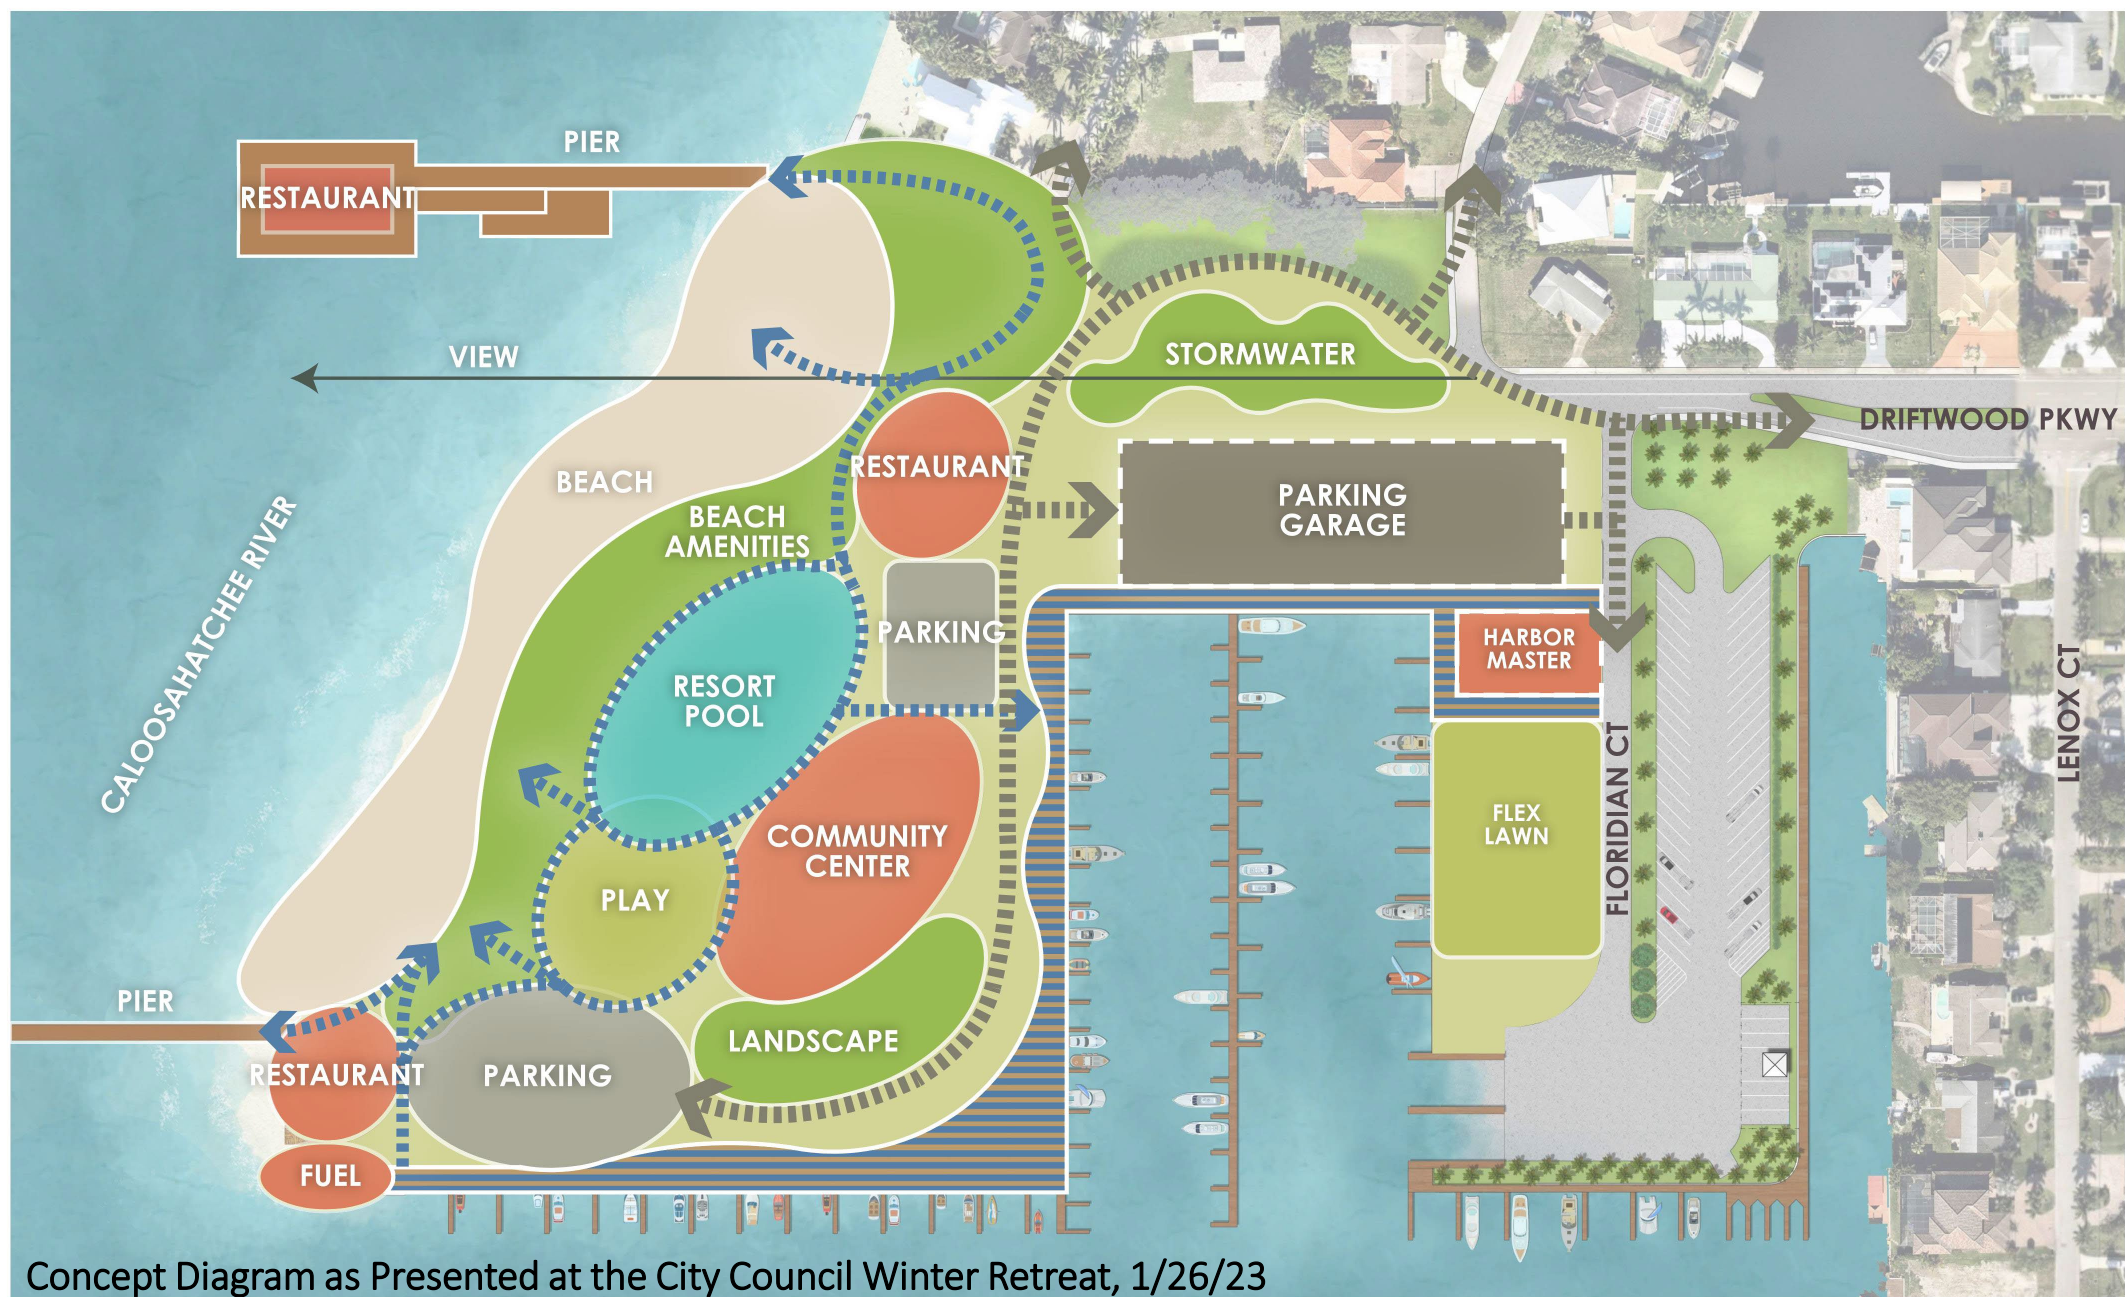 PIER
RESTAURANT
VIEW
STORMWATER
DRIFTWOOD PKWY
RESTAURANT
BEACH
PARKING
GARAGE
BEACH
AMENITIES
CALOOSAHATCHEE RIVER
PARKING
HARBOR
MASTER
RESORT
POOL
LENOX CT
FLORIDIAN CT
FLEX
LAWN
COMMUNITY
CENTER
PLAY
PIER
LANDSCAPE
RESTAURANT
PARKING
FUEL
Concept Diagram as Presented at the City Council Winter Retreat, 1/26/23